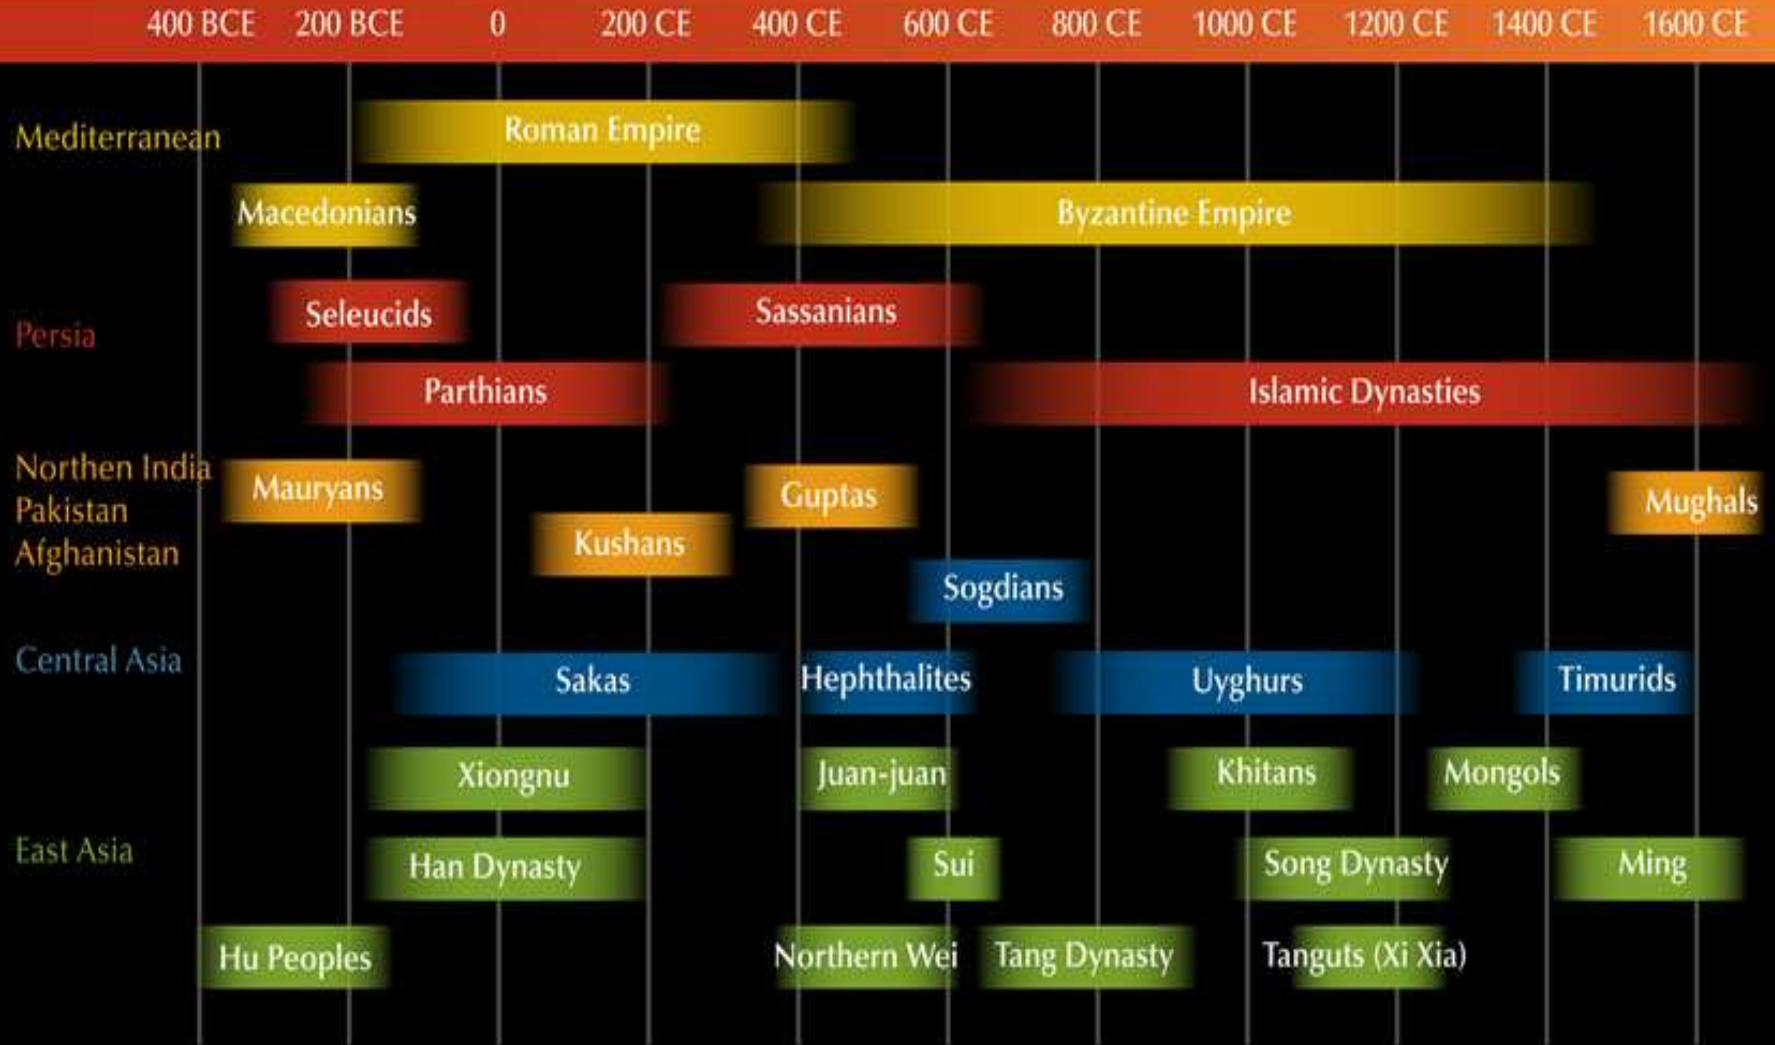 400 BCE 200 BCE 0 200 CE 400 CE 600 CE 800 CE 1000 CE 1200 CE 1400 CE 1600 CE
Mediterranean
Roman Empire
Macedonians
Byzantine Empire
Persia
Seleucids
Sassanians
Parthians
Islamic Dynasties
Northen India
Pakistan
Afghanistan
Mauryans
Guptas
Mughals
Kushans
Sogdians
Central Asia
Sakas
Hephthalites
Uyghurs
Timurids
Xiongnu
Juan-juan
Khitans
Mongols
East Asia
Han Dynasty
Sui
Song Dynasty
Ming
Hu Peoples
Northern Wei
Tang Dynasty
Tanguts (Xi Xia)